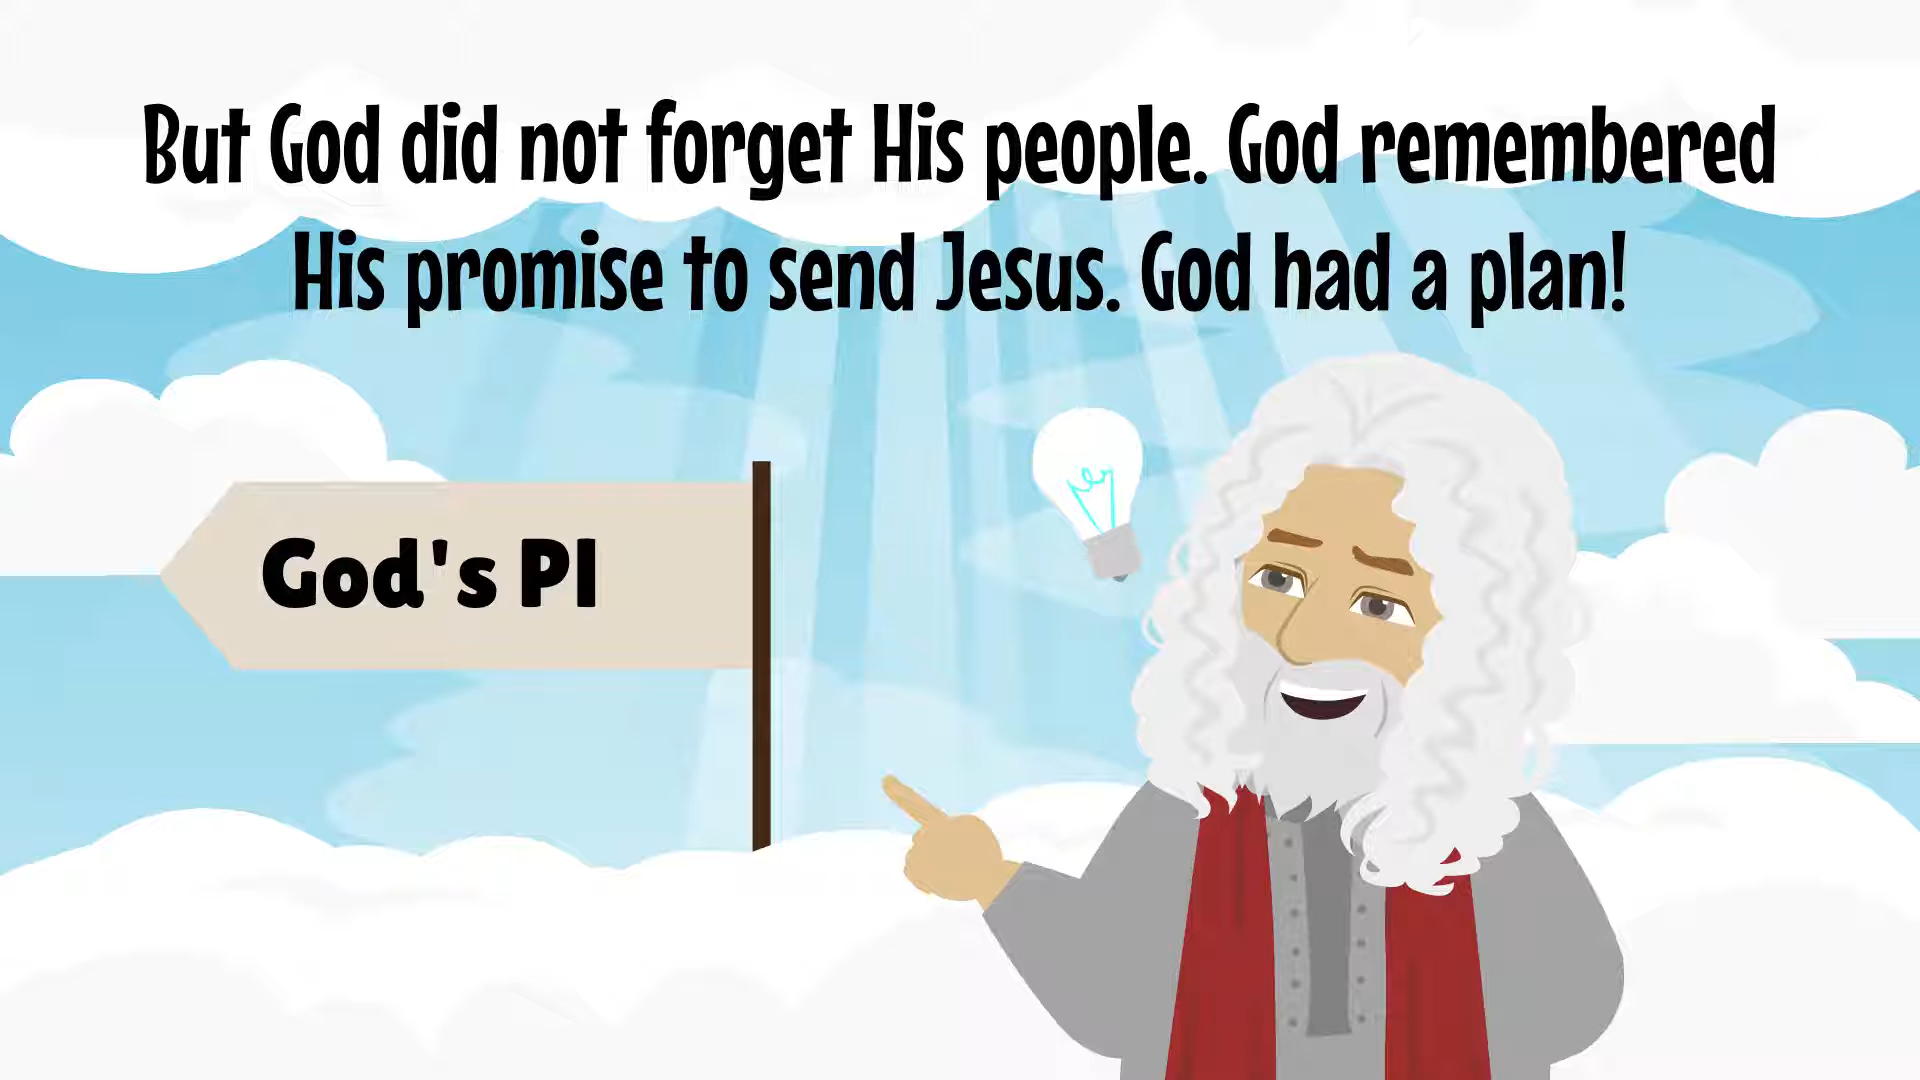 But God did not forget His people. God remembered
His promise to send Jesus. God had a plan!
God's Pl